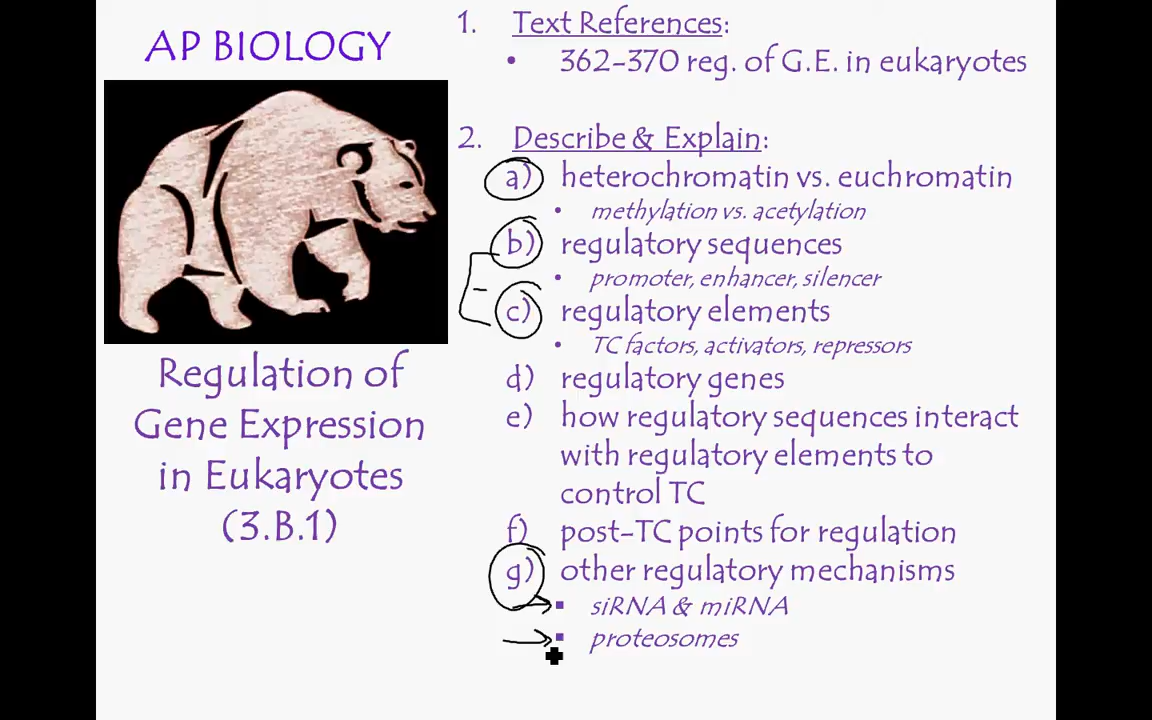 AP BIOLOGY
Regulation of
Gene Expression
in Eukaryotes
(3.B.1)
1. Text References:
• 362-370 reg. of G.E. in eukaryotes
2. Describe & Explain:
a) heterochromatin vs. euchromatin
• methylation vs. acetylation
b) regulatory sequences
• promoter, enhancer, silencer
c) regulatory elements
• TC factors, activators, repressors
d) regulatory genes
e) how regulatory sequences interact
with regulatory elements to
control TC
f) post-TC points for regulation
g) other regulatory mechanisms
▪ siRNA & miRNA
▪ proteosomes